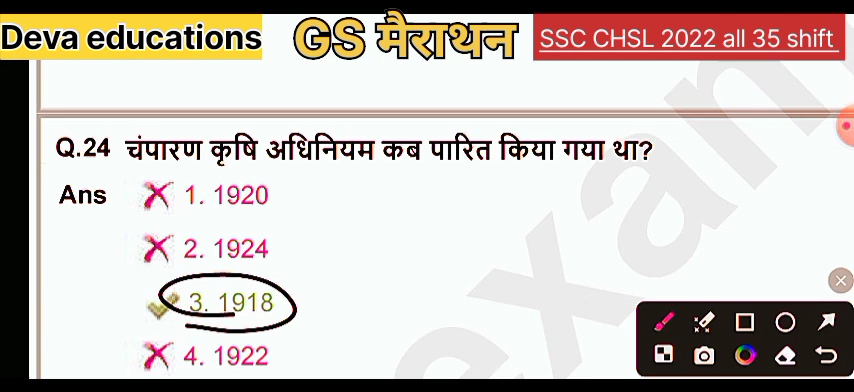 Deva educations GS मैराथन SSC CHSL 2022 all 35 shift
Q.24 चंपारण कृषि अधिनियम कब पारित किया गया था?
Ans 1. 1920
2. 1924
3. 1918
4. 1922
exam